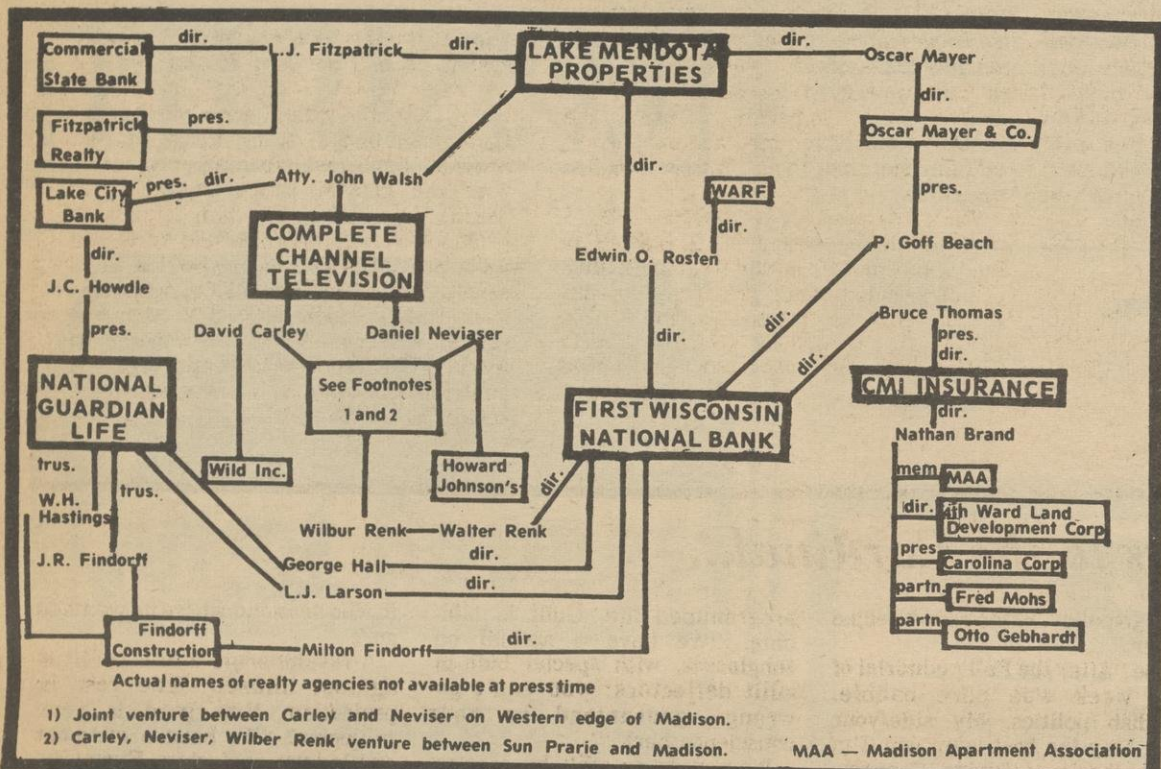 Commercial
State Bank
dir.
L.J. Fitzpatrick
dir.
LAKE MENDOTA
PROPERTIES
dir.
Oscar Mayer
dir.
Oscar Mayer & Co.
pres.
P. Goff Beach
Fitzpatrick
Realty
pres.
Lake City
Bank
pres. dir.
Atty. John Walsh
dir.
WARF
dir.
Edwin O. Rosten
COMPLETE
CHANNEL
TELEVISION
dir.
J.C. Howdle
pres.
David Carley
Daniel Neviaser
dir.
dir.
dir.
Bruce Thomas
pres.
dir.
CMI INSURANCE
dir.
Nathan Brand
NATIONAL
GUARDIAN
LIFE
See Footnotes
1 and 2
FIRST WISCONSIN
NATIONAL BANK
Wild Inc.
Howard
Johnson's
dir.
mem.
MAA
dir.
4th Ward Land
Development Corp
pres
Carolina Corp
partn.
Fred Mohs
partn
Otto Gebhardt
trus.
trus.
W.H.
Hastings
J.R. Findorff
Wilbur Renk
Walter Renk
George Hall
dir.
L.J. Larson
dir.
Findorff
Construction
Milton Findorff
dir.
Actual names of realty agencies not available at press time
1) Joint venture between Carley and Neviser on Western edge of Madison.
2) Carley, Neviser, Wilber Renk venture between Sun Prarie and Madison.
MAA — Madison Apartment Association